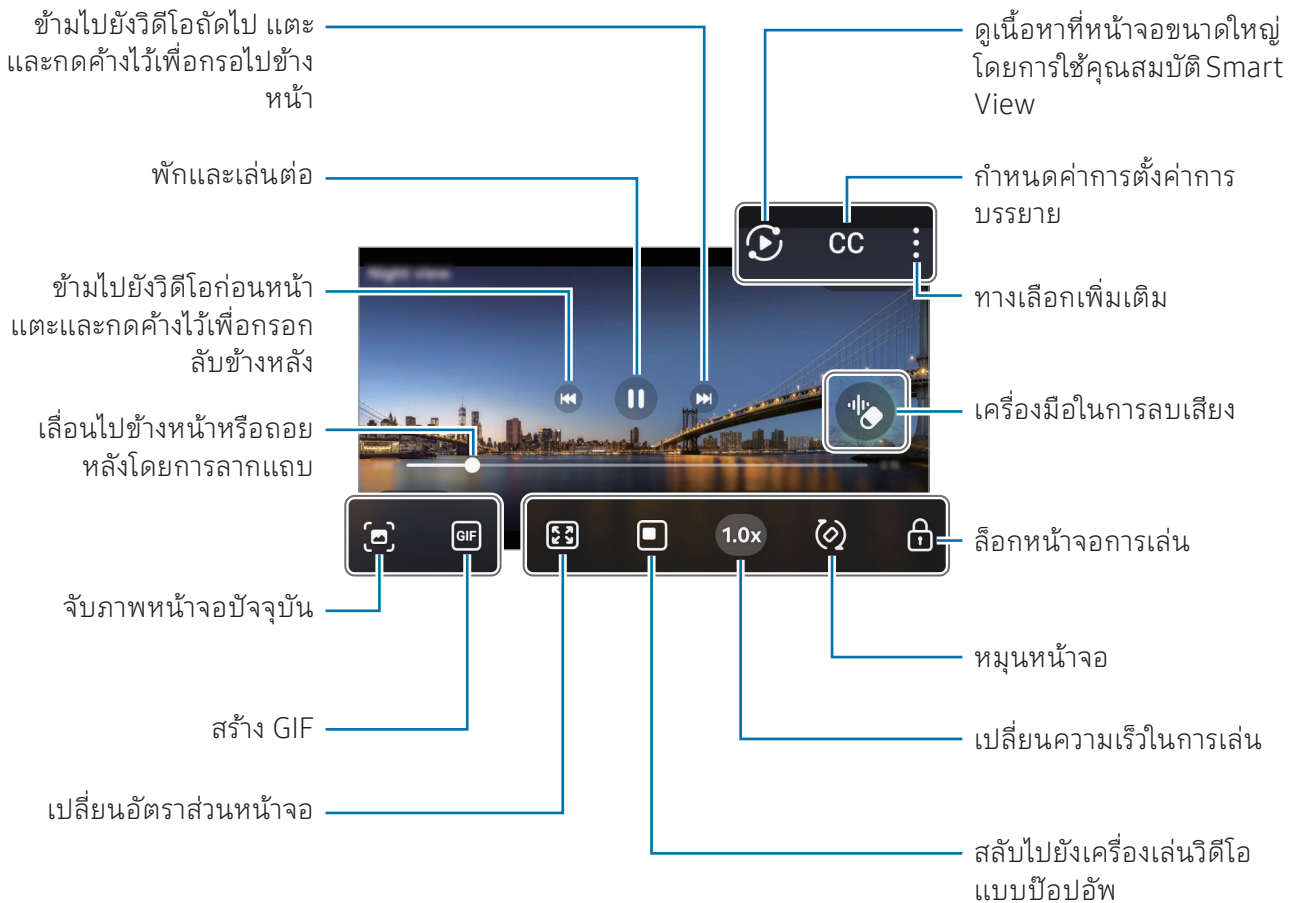 ข้ามไปยังวิดีโอถัดไป แตะ
และกดค้างไว้เพื่อกรอไปข้าง
หน้า
พักและเล่นต่อ
ข้ามไปยังวิดีโอก่อนหน้า
แตะและกดค้างไว้เพื่อกรอก
ลับข้างหลัง
เลื่อนไปข้างหน้าหรือถอย
หลังโดยการลากแถบ
จับภาพหน้าจอปัจจุบัน
สร้าง GIF
เปลี่ยนอัตราส่วนหน้าจอ
Night view
CC
GIF
1.0x
ดูเนื้อหาที่หน้าจอขนาดใหญ่
โดยการใช้คุณสมบัติ Smart
View
กำหนดค่าการตั้งค่าการ
บรรยาย
ทางเลือกเพิ่มเติม
เครื่องมือในการลบเสียง
ล็อกหน้าจอการเล่น
หมุนหน้าจอ
เปลี่ยนความเร็วในการเล่น
สลับไปยังเครื่องเล่นวิดีโอ
แบบป๊อปอัพ